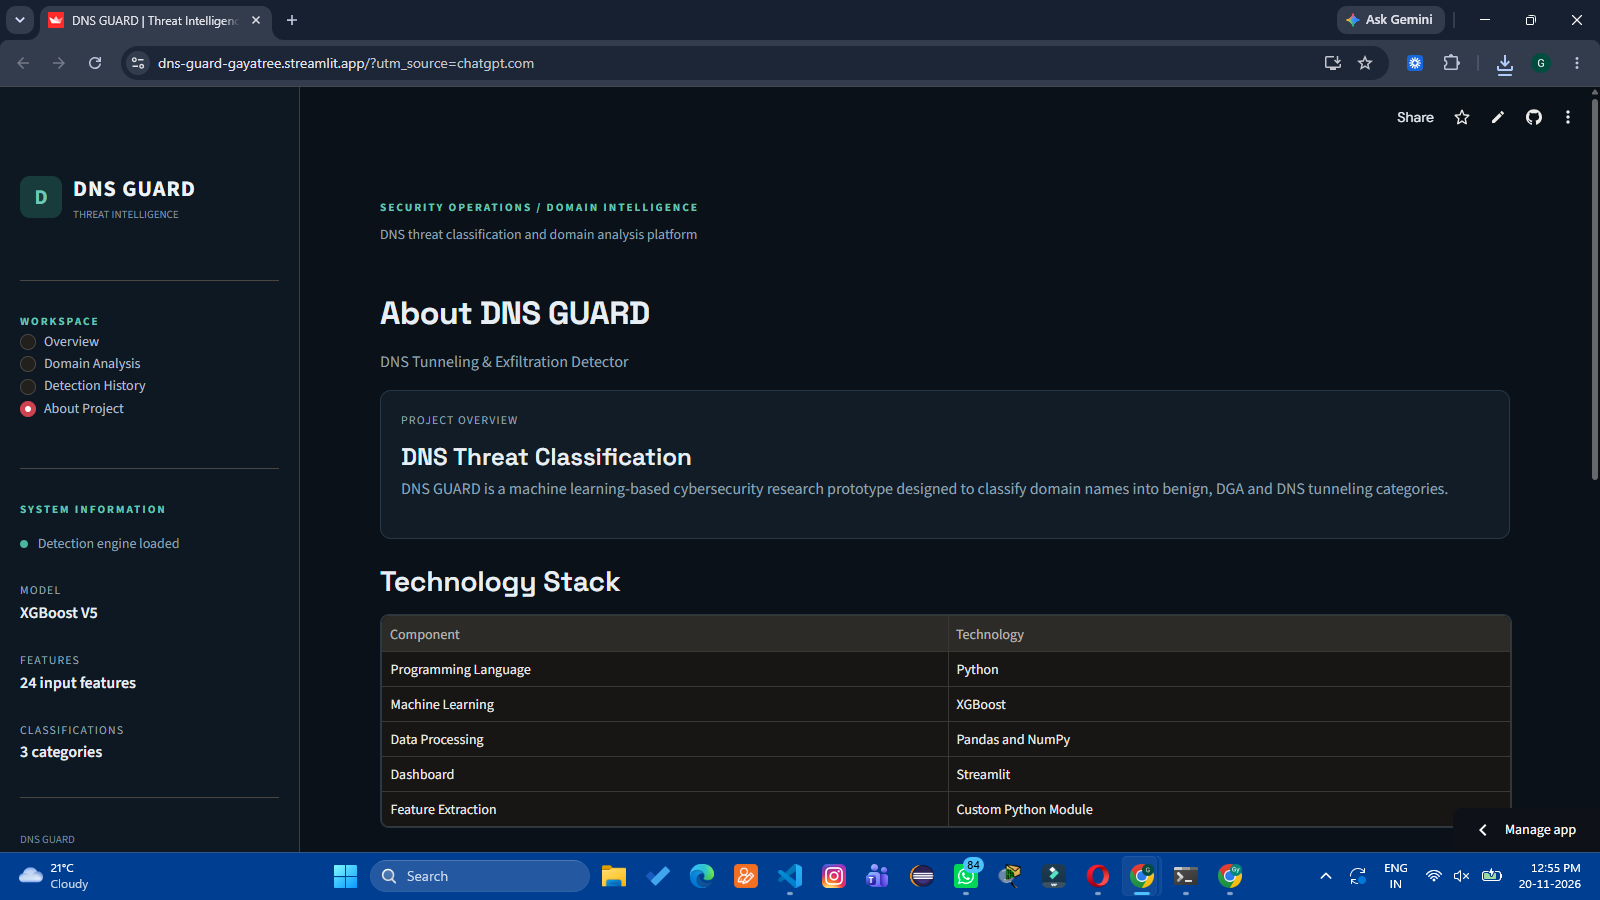 DNS GUARD | Threat Intelligenc
Ask Gemini
dns-guard-gayatree.streamlit.app/?utm_source=chatgpt.com
G
Share
D
DNS GUARD
THREAT INTELLIGENCE
WORKSPACE
Overview
Domain Analysis
Detection History
About Project
SYSTEM INFORMATION
Detection engine loaded
MODEL
XGBoost V5
FEATURES
24 input features
CLASSIFICATIONS
3 categories
DNS GUARD
SECURITY OPERATIONS / DOMAIN INTELLIGENCE
DNS threat classification and domain analysis platform
About DNS GUARD
DNS Tunneling & Exfiltration Detector
PROJECT OVERVIEW
DNS Threat Classification
DNS GUARD is a machine learning-based cybersecurity research prototype designed to classify domain names into benign, DGA and DNS tunneling categories.
Technology Stack
Component Technology
Programming Language Python
Machine Learning XGBoost
Data Processing Pandas and NumPy
Dashboard Streamlit
Feature Extraction Custom Python Module
Manage app
21°C
Cloudy
Search
84
ENG
IN
12:55 PM
20-11-2026